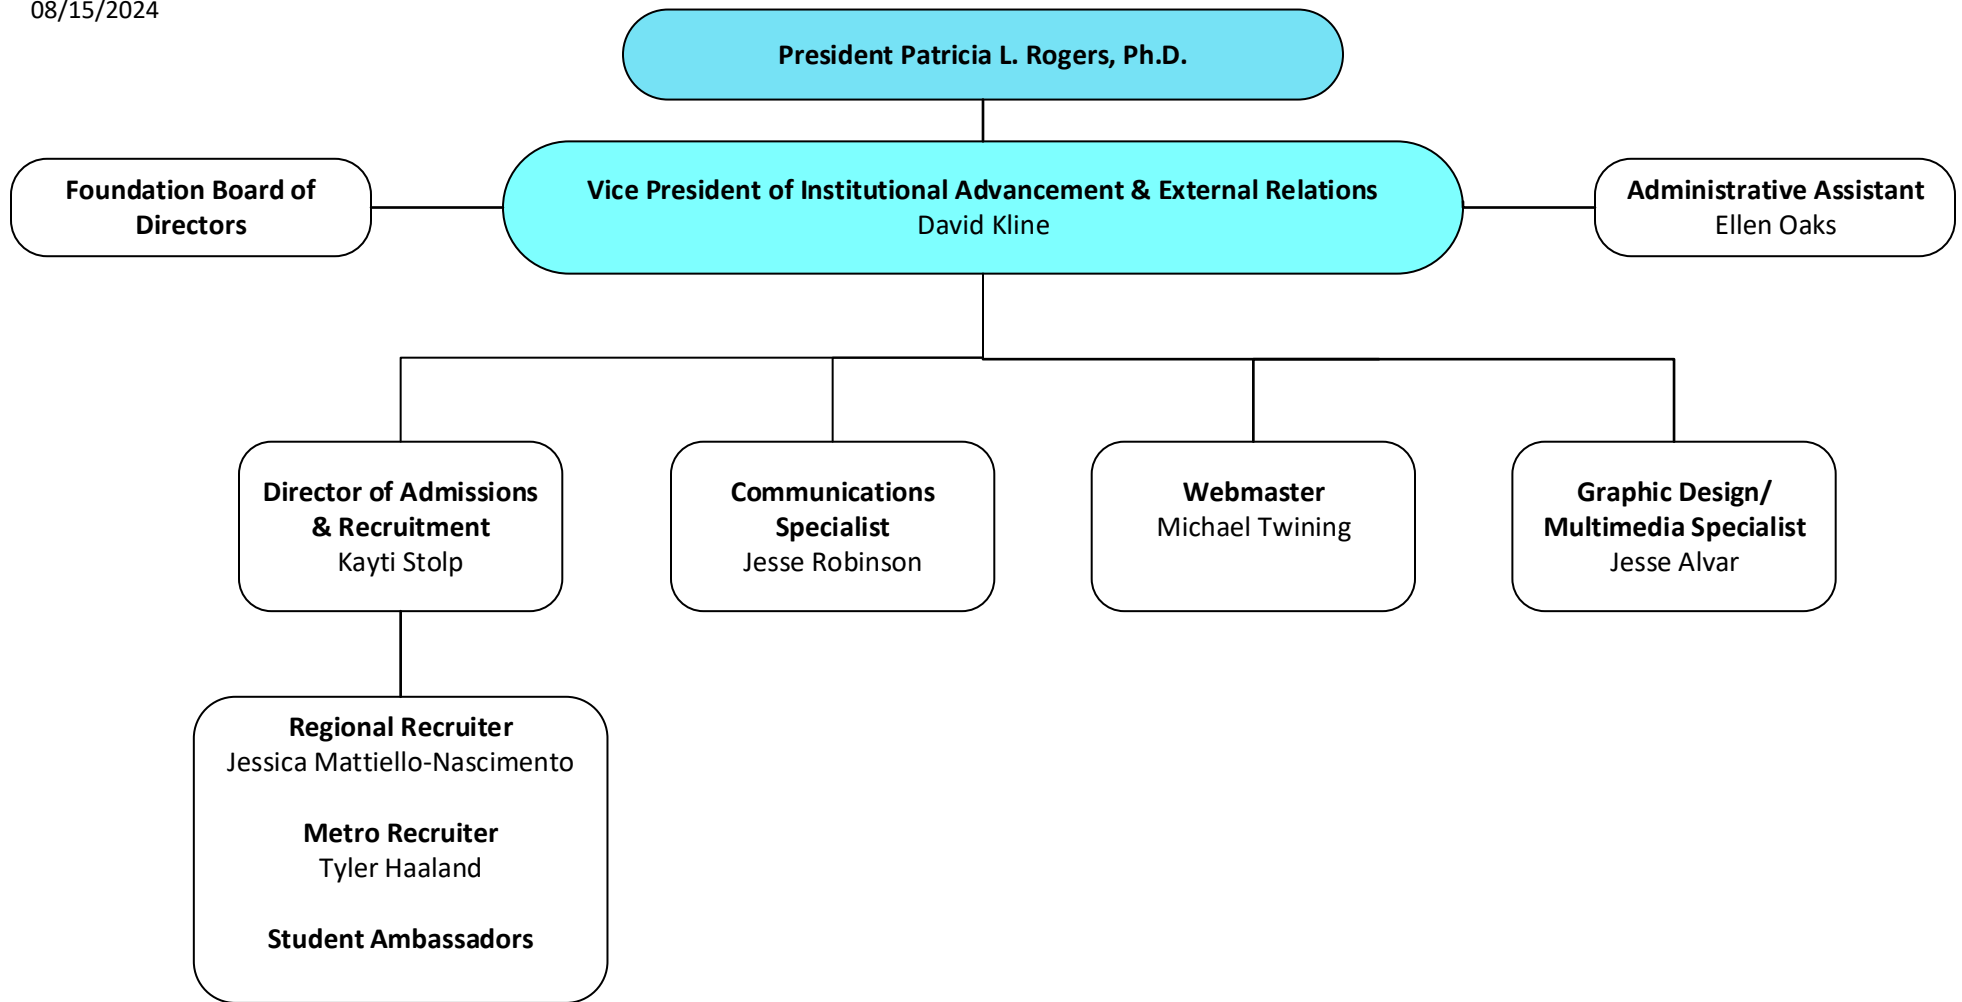 08/15/2024
President Patricia L. Rogers, Ph.D.
Foundation Board of
Directors
Vice President of Institutional Advancement & External Relations
David Kline
Administrative Assistant
Ellen Oaks
Director of Admissions
& Recruitment
Kayti Stolp
Communications
Specialist
Jesse Robinson
Webmaster
Michael Twining
Graphic Design/
Multimedia Specialist
Jesse Alvar
Regional Recruiter
Jessica Mattiello-Nascimento
Metro Recruiter
Tyler Haaland
Student Ambassadors